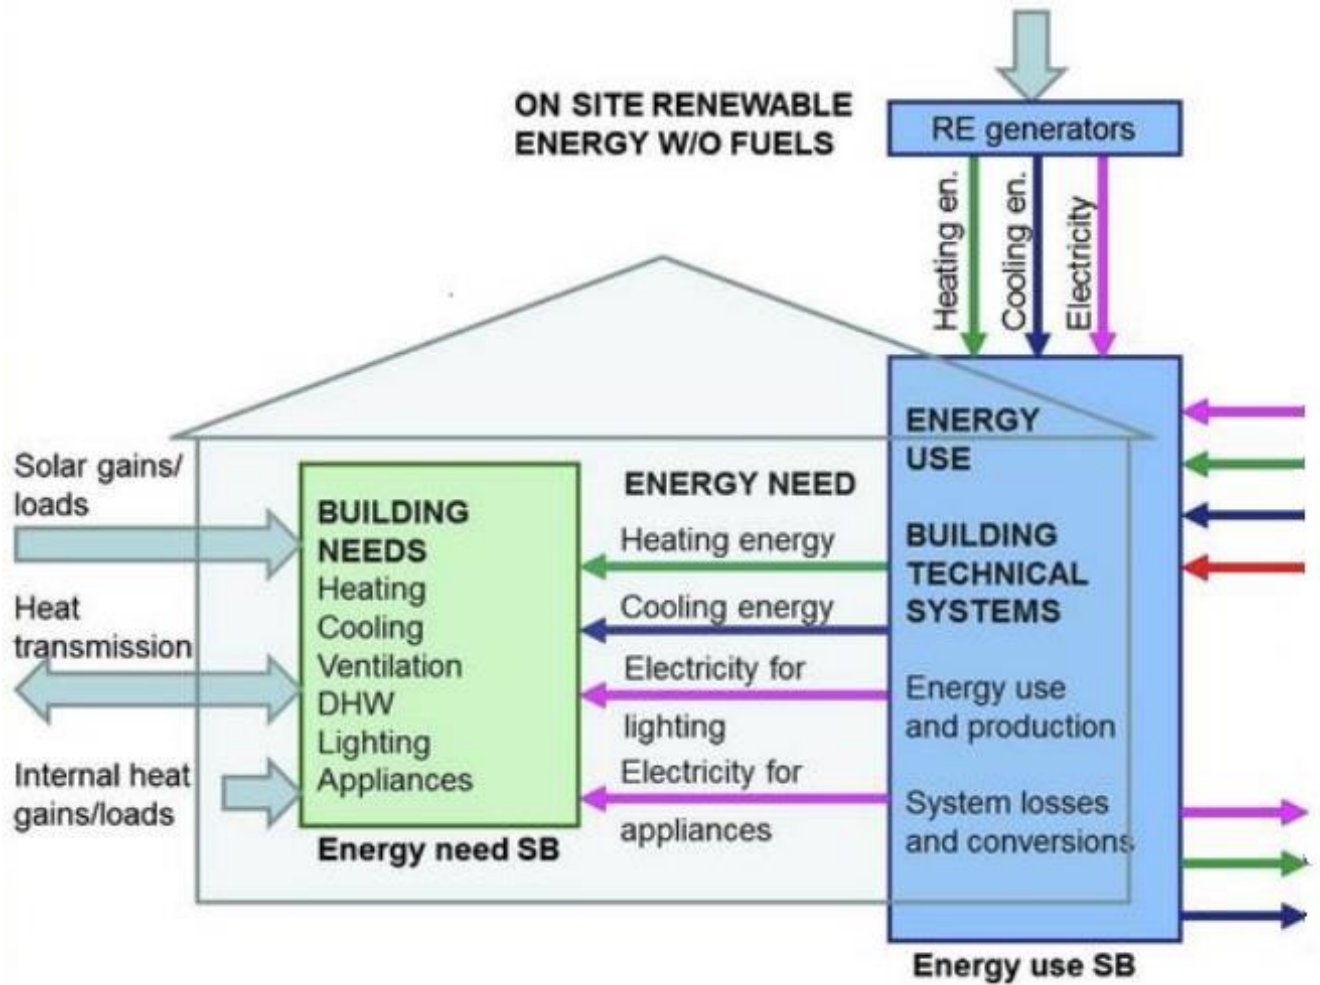 ON SITE RENEWABLE
ENERGY W/O FUELS
RE generators
Heating en.
Cooling en.
Electricity
Solar gains/
loads
Heat
transmission
Internal heat
gains/loads
BUILDING
NEEDS
Heating
Cooling
Ventilation
DHW
Lighting
Appliances
Energy need SB
ENERGY NEED
Heating energy
Cooling energy
Electricity for
lighting
Electricity for
appliances
ENERGY
USE
BUILDING
TECHNICAL
SYSTEMS
Energy use
and production
System losses
and conversions
Energy use SB